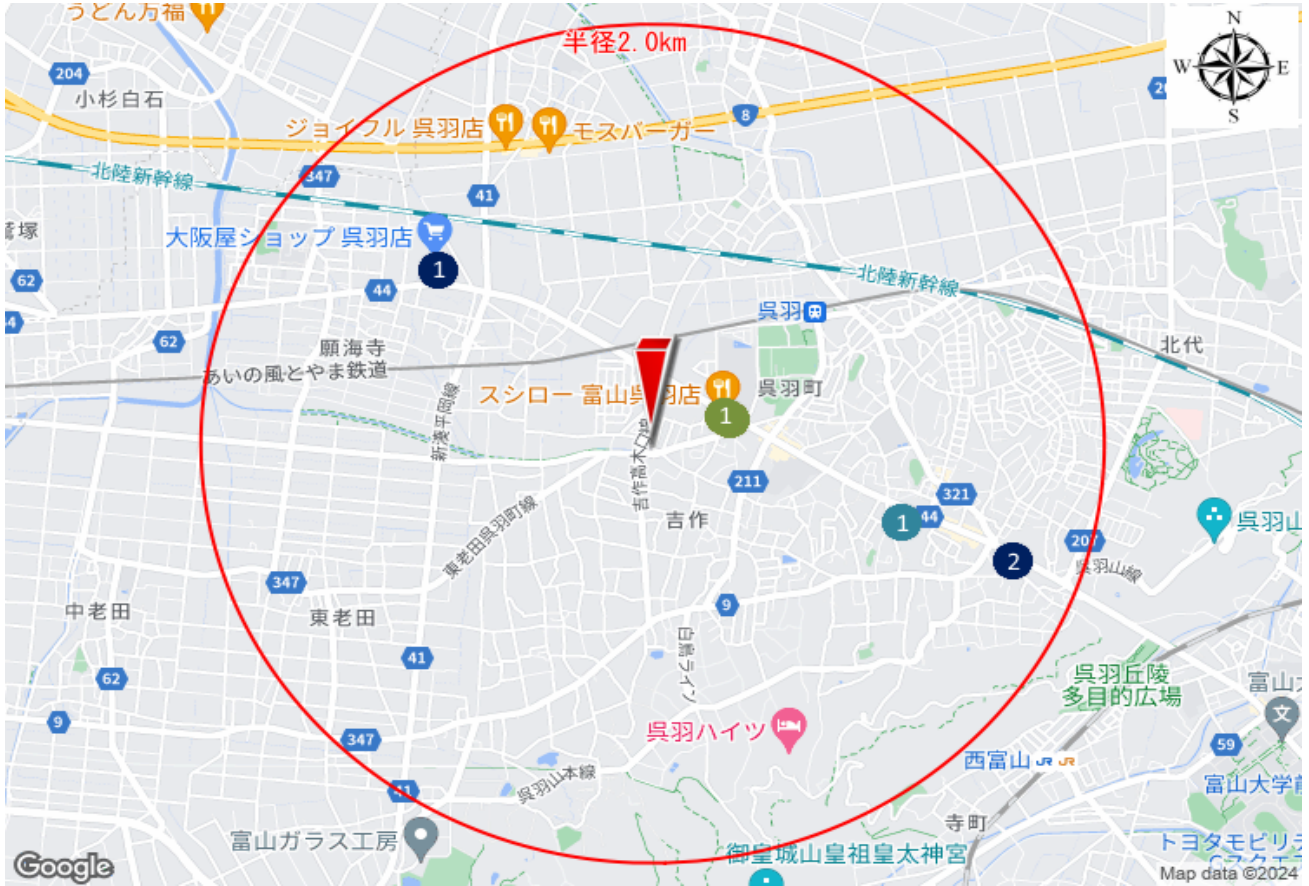 うどん万福
半径2.0km
N
W
E
S
204
小杉白石
ジョイフル 呉羽店
モスバーガー
8
347
北陸新幹線
41
大阪屋ショップ 呉羽店
1
62
44
北陸新幹線
呉羽
62
願海寺
北代
あいの風とやま鉄道
スシロー 富山呉羽店
呉羽町
1
新湊平岡線
吉作高木口線
211
吉作
321
1
44
呉羽山
2
207
呉羽山線
東老田呉羽町線
347
中老田
東老田
9
白鳥ライン
41
62
呉羽丘陵
多目的広場
富山大
9
347
呉羽ハイツ
59
西富山
JR JR
富山大学前
41
呉羽山本線
富山ガラス工房
寺町
御皇城山皇祖皇太神宮
トヨタモビリテ
Google
Map data ©2024